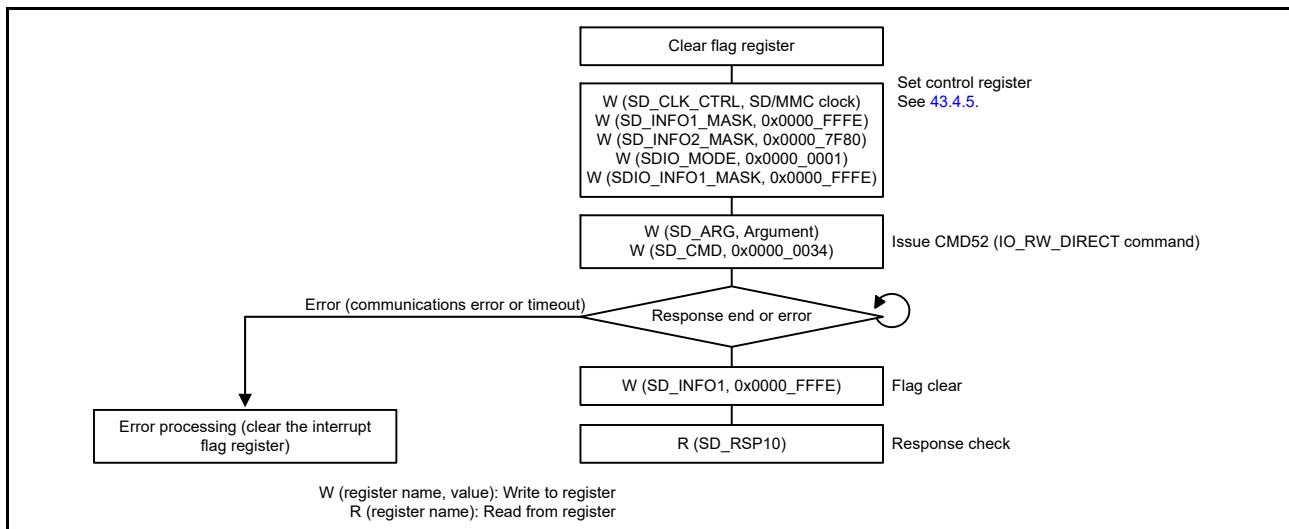 Clear flag register
Set control register
See 43.4.5.
W (SD_CLK_CTRL, SD/MMC clock)
W (SD_INFO1_MASK, 0x0000_FFFE)
W (SD_INFO2_MASK, 0x0000_7F80)
W (SDIO_MODE, 0x0000_0001)
W (SDIO_INFO1_MASK, 0x0000_FFFE)
W (SD_ARG, Argument)
W (SD_CMD, 0x0000_0034)
Issue CMD52 (IO_RW_DIRECT command)
Error (communications error or timeout)
Response end or error
W (SD_INFO1, 0x0000_FFFE)
Flag clear
Error processing (clear the interrupt
flag register)
R (SD_RSP10)
Response check
W (register name, value): Write to register
R (register name): Read from register